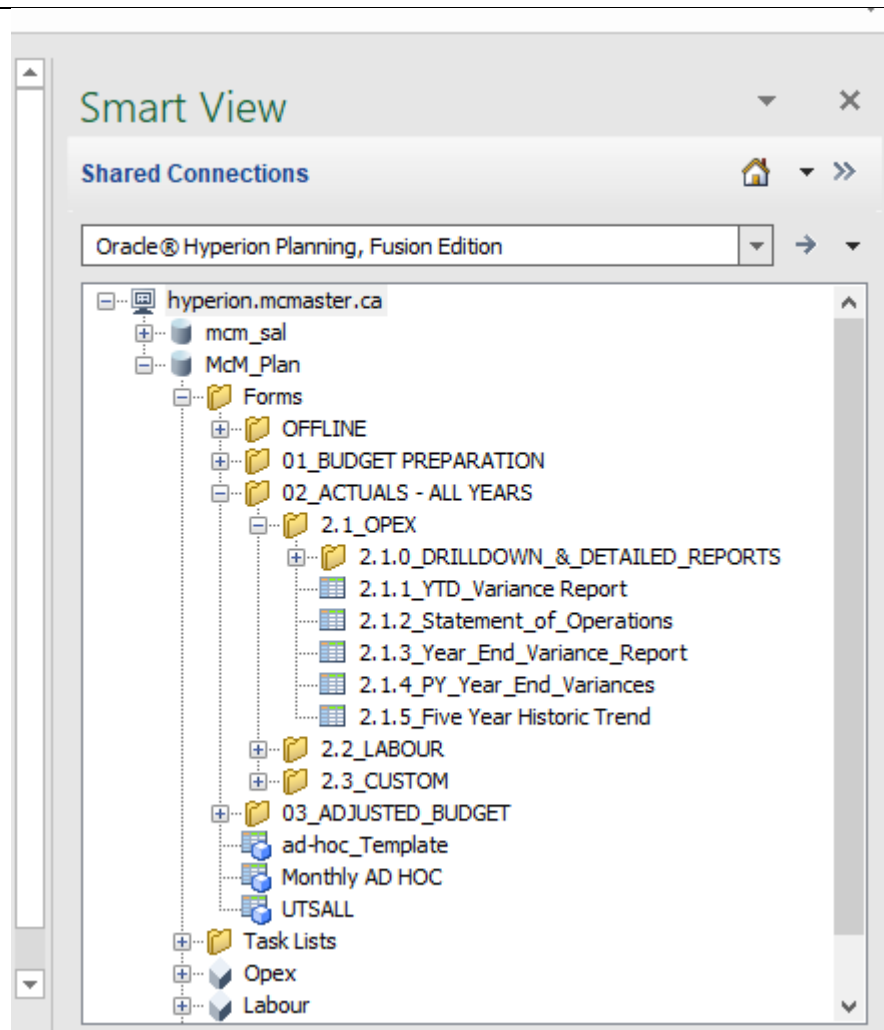 Smart View
Shared Connections
Oracle® Hyperion Planning, Fusion Edition
hyperion.mcmaster.ca
mcm_sal
McM_Plan
Forms
OFFLINE
01_BUDGET PREPARATION
02_ACTUALS - ALL YEARS
2.1_OPEX
2.1.0_DRILLDOWN_&_DETAILED_REPORTS
2.1.1_YTD_Variance Report
2.1.2_Statement_of_Operations
2.1.3_Year_End_Variance_Report
2.1.4_PY_Year_End_Variances
2.1.5_Five Year Historic Trend
2.2_LABOUR
2.3_CUSTOM
03_ADJUSTED_BUDGET
ad-hoc_Template
Monthly AD HOC
UTSALL
Task Lists
Opex
Labour